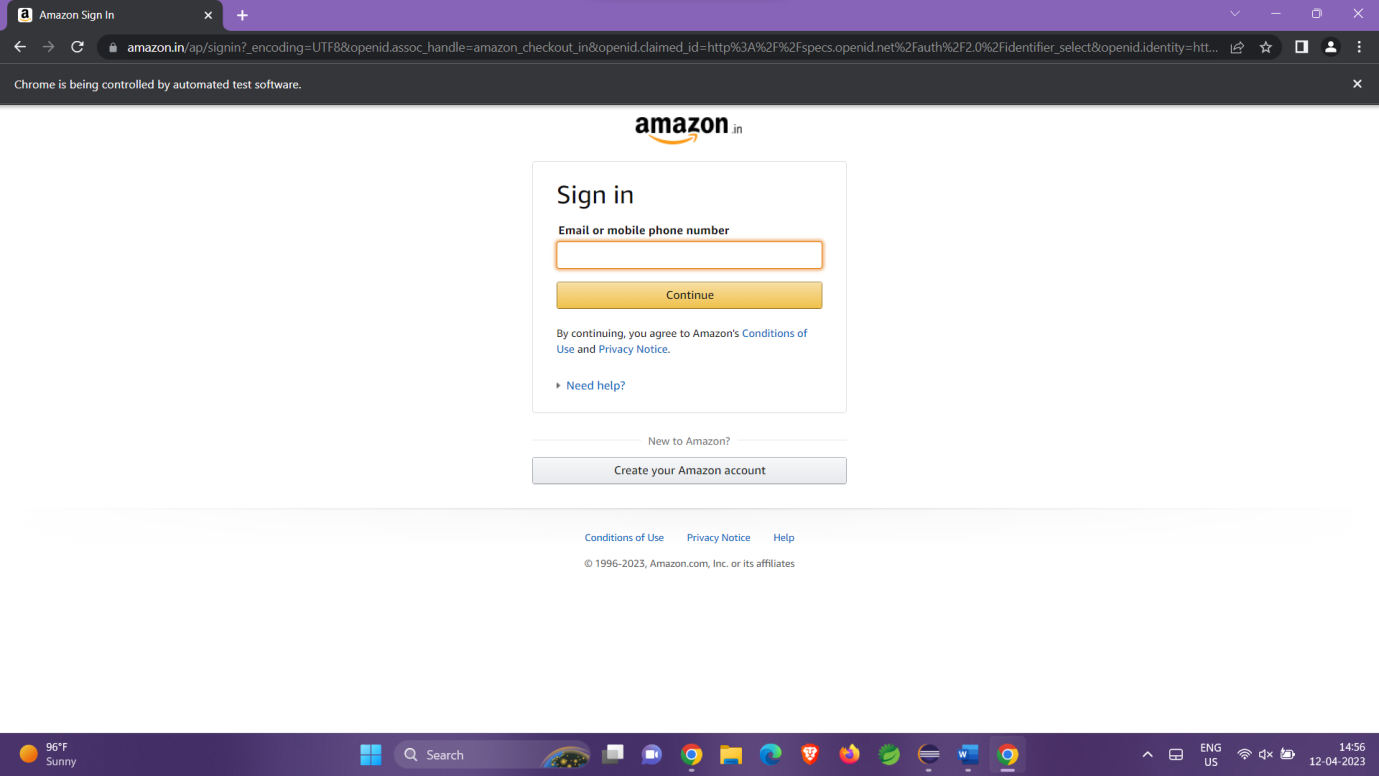 Amazon Sign In
amazon.in/ap/signin?_encoding=UTF8&openid.assoc_handle=amazon_checkout_in&openid.claimed_id=http%3A%2F%2Fspecs.openid.net%2Fauth%2F2.0%2Fidentifier_select&openid.identity=htt...
Chrome is being controlled by automated test software.
amazon.in
Sign in
Email or mobile phone number
Continue
By continuing, you agree to Amazon's Conditions of
Use and Privacy Notice.
Need help?
New to Amazon?
Create your Amazon account
Conditions of Use Privacy Notice Help
© 1996-2023, Amazon.com, Inc. or its affiliates
96°F
Sunny
Search
ENG
US
14:56
12-04-2023